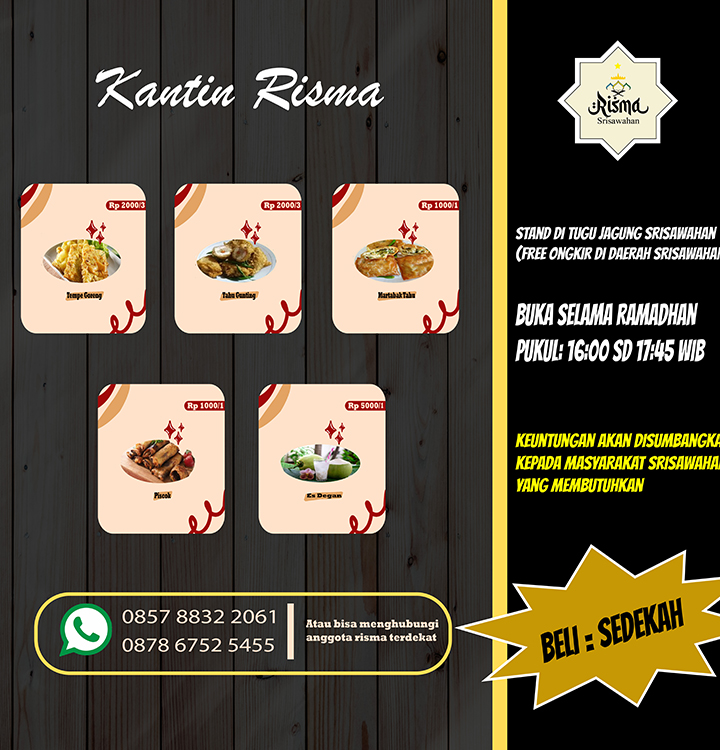 Kantin Risma
Risma
Srisawahan
Rp 2000/3
Tempe Goreng
Rp 2000/3
Tahu Gunting
Rp 1000/1
Martabak Tahu
Rp 1000/1
Piscok
Rp 5000/1
Es Degan
STAND DI TUGU JAGUNG SRISAWAHAN
(FREE ONGKIR DI DAERAH SRISAWAHAN
BUKA SELAMA RAMADHAN
PUKUL: 16:00 SD 17:45 WIB
KEUNTUNGAN AKAN DISUMBANGKA
KEPADA MASYARAKAT SRISAWAHAN
YANG MEMBUTUHKAN
0857 8832 2061
0878 6752 5455
Atau bisa menghubungi
anggota risma terdekat
BELI = SEDEKAH